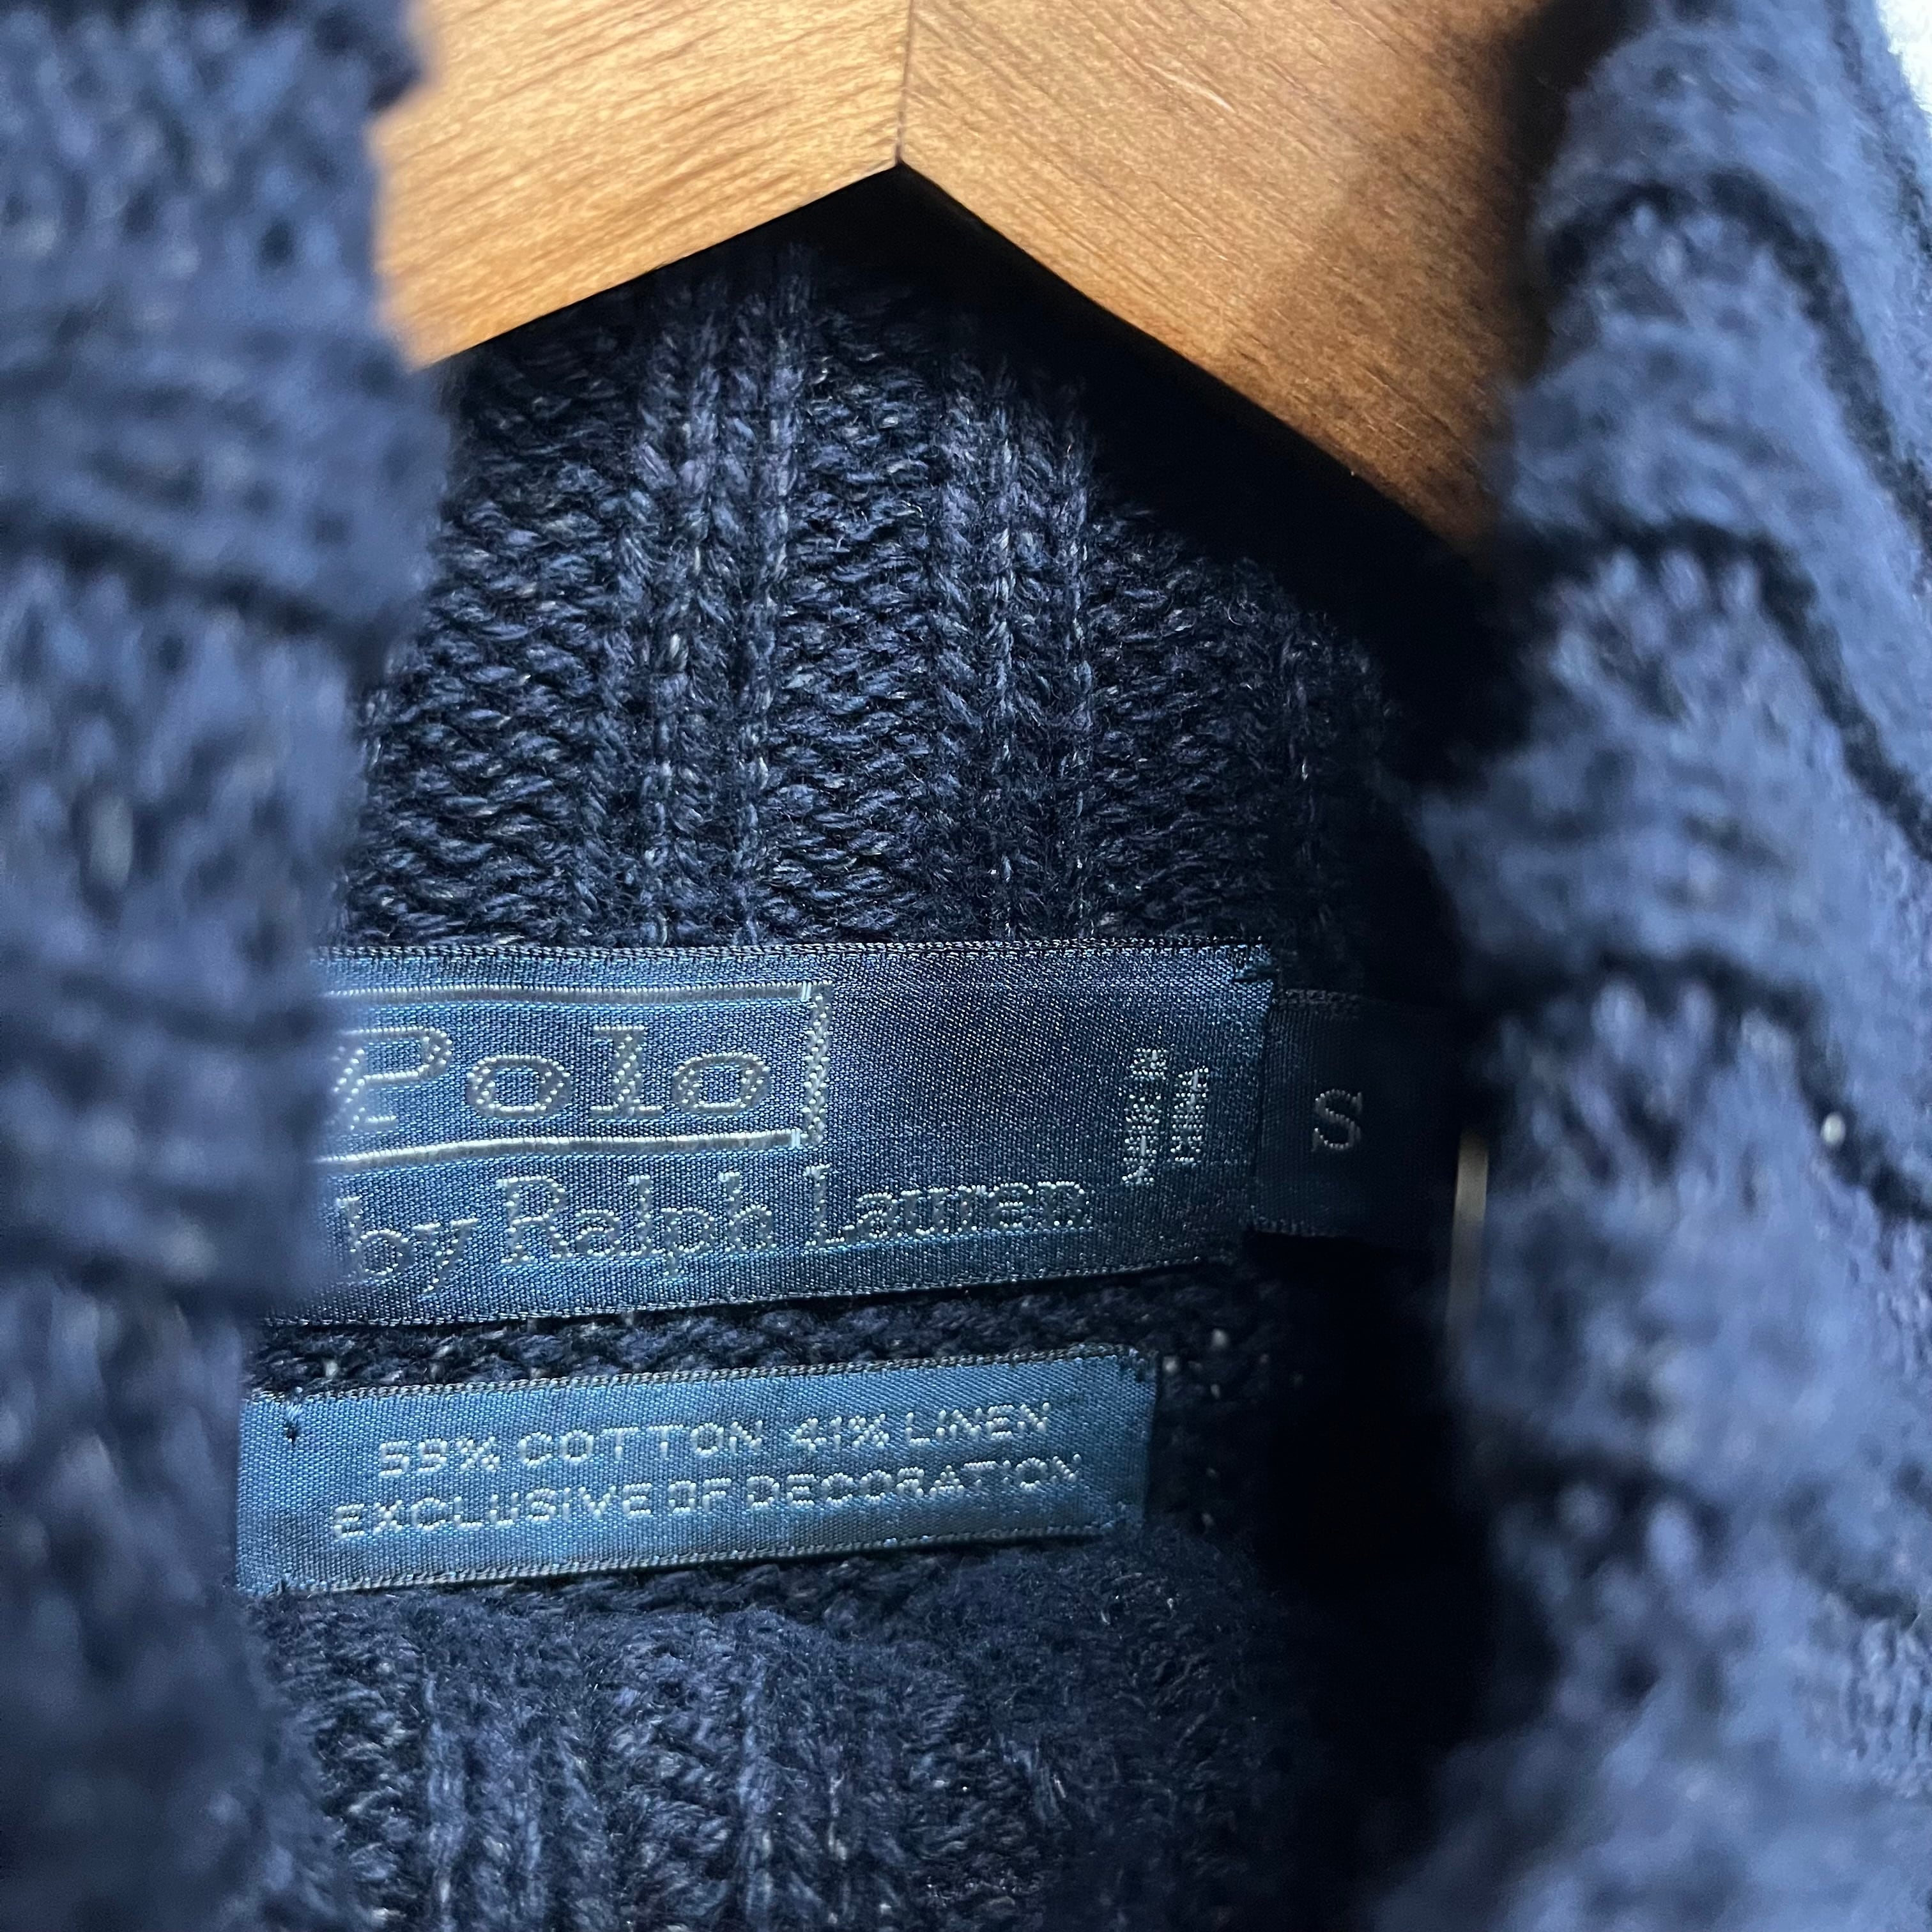 Polo
by Ralph Lauren
S
59% COTTON 41% LINEN
EXCLUSIVE OF DECORATION